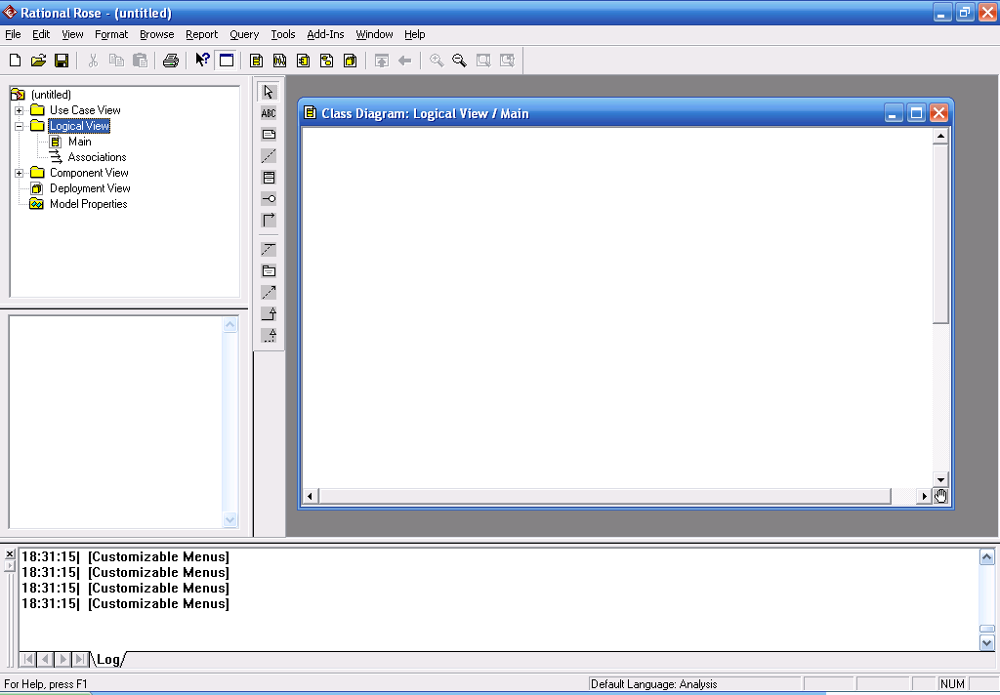 Rational Rose - (untitled)
File Edit View Format Browse Report Query Tools Add-Ins Window Help
(untitled)
Use Case View
Logical View
Main
Associations
Component View
Deployment View
Model Properties
ABC
Class Diagram: Logical View / Main
18:31:15| [Customizable Menus]
18:31:15| [Customizable Menus]
18:31:15| [Customizable Menus]
18:31:15| [Customizable Menus]
Log
For Help, press F1
Default Language: Analysis
NUM